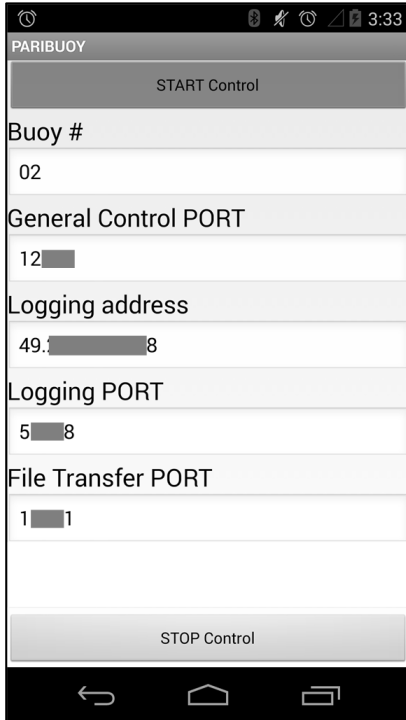 3:33
PARIBUOY
START Control
Buoy #
02
General Control PORT
12
Logging address
49. 8
Logging PORT
5 8
File Transfer PORT
1 1
STOP Control